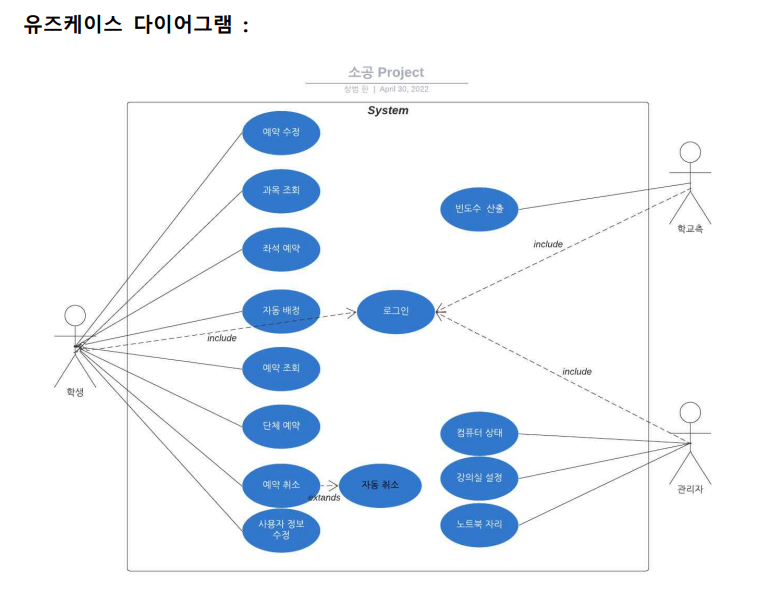 유즈케이스 다이어그램 :
소공 Project
상범 한 | April 30, 2022
System
예약 수정
과목 조회
빈도수 산출
학교측
좌석 예약
include
자동 배정
로그인
include
학생
예약 조회
include
단체 예약
컴퓨터 상태
예약 취소
extands
자동 취소
강의실 설정
관리자
사용자 정보
수정
노트북 자리